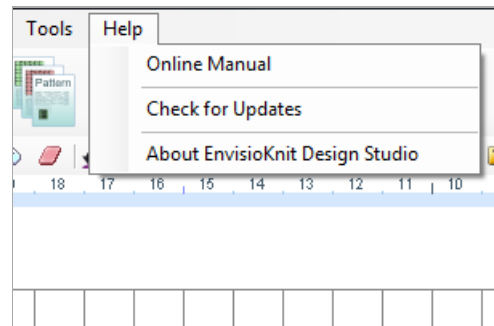 Tools Help
Online Manual
Pattern
Check for Updates
About EnvisioKnit Design Studio
18 17 16 15 14 13 12 11 10